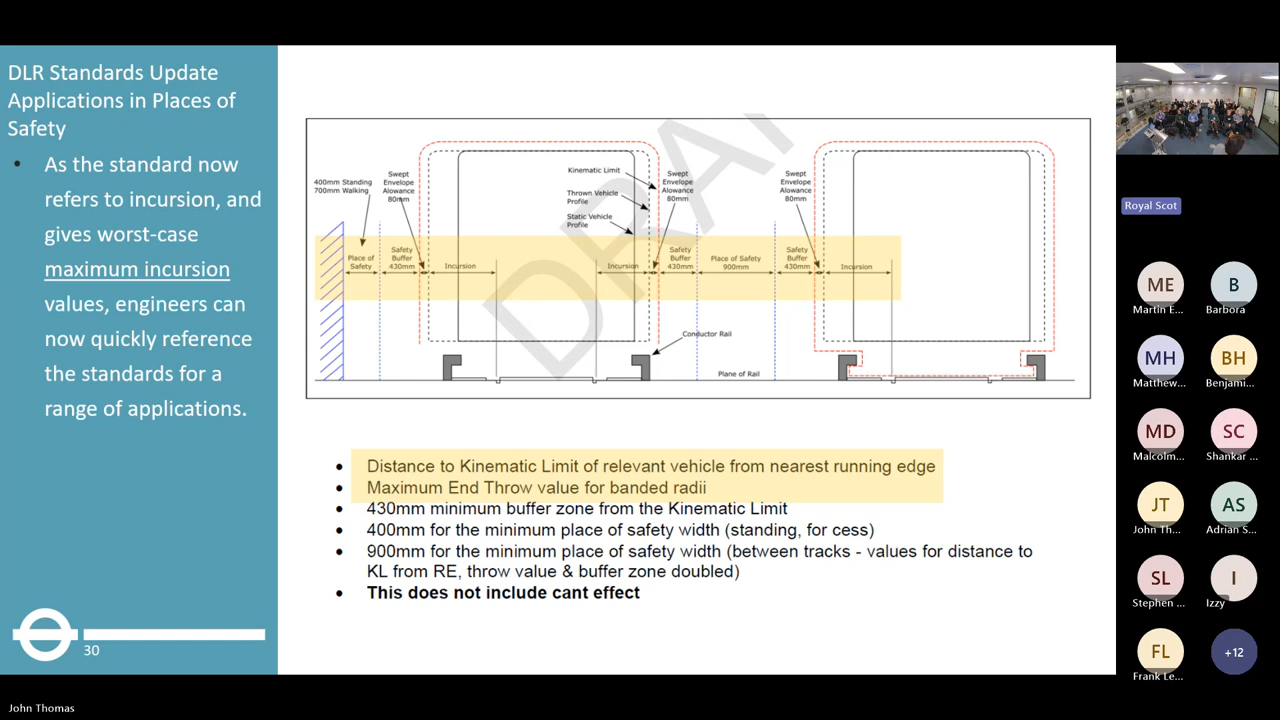 DLR Standards Update
Applications in Places of
Safety
• As the standard now
refers to incursion, and
gives worst-case
maximum incursion
values, engineers can
now quickly reference
the standards for a
range of applications.
30
DRAF
400mm Standing
700mm Walking
Swept
Envelope
Alowance
80mm
Kinematic Limit
Thrown Vehicle
Profile
Static Vehicle
Profile
Swept
Envelope
Alowance
80mm
Swept
Envelope
Alowance
80mm
Place of
Safety
Safety
Buffer
430mm
Incursion
Incursion
Safety
Buffer
430mm
Place of Safety
900mm
Safety
Buffer
430mm
Incursion
Conductor Rail
Plane of Rail
• Distance to Kinematic Limit of relevant vehicle from nearest running edge
• Maximum End Throw value for banded radii
• 430mm minimum buffer zone from the Kinematic Limit
• 400mm for the minimum place of safety width (standing, for cess)
• 900mm for the minimum place of safety width (between tracks - values for distance to
KL from RE, throw value & buffer zone doubled)
• This does not include cant effect
Royal Scot
ME
Martin E...
B
Barbora
MH
Matthew...
BH
Benjami...
MD
Malcolm...
SC
Shankar ...
JT
John Th...
AS
Adrian S...
SL
Stephen ...
I
Izzy
FL
Frank Le...
+12
John Thomas